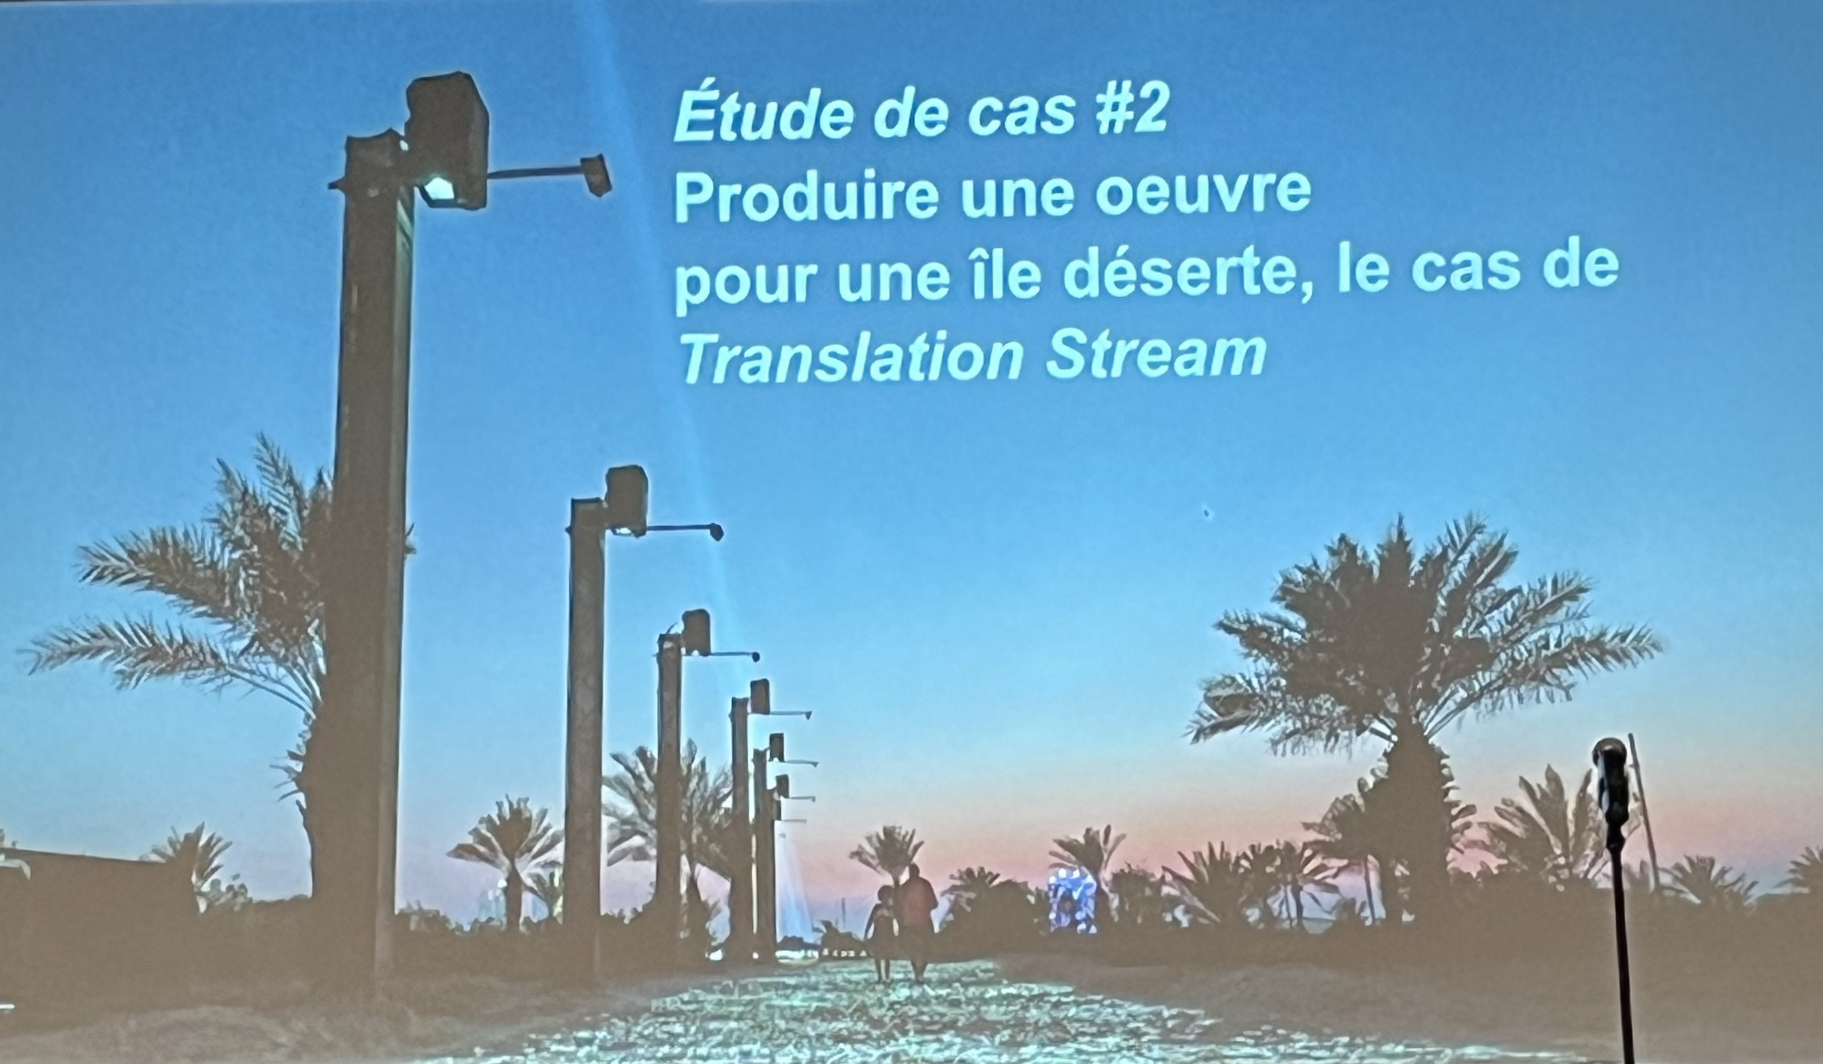 Étude de cas #2
Produire une oeuvre
pour une île déserte, le cas de
Translation Stream